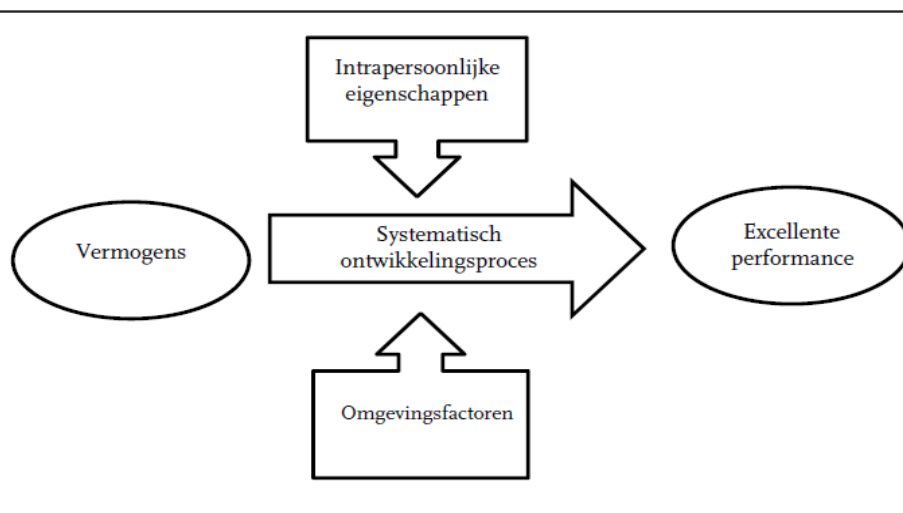 Intrapersoonlijke
eigenschappen
Vermogens
Systematisch
ontwikkelingsproces
Excellente
performance
Omgevingsfactoren